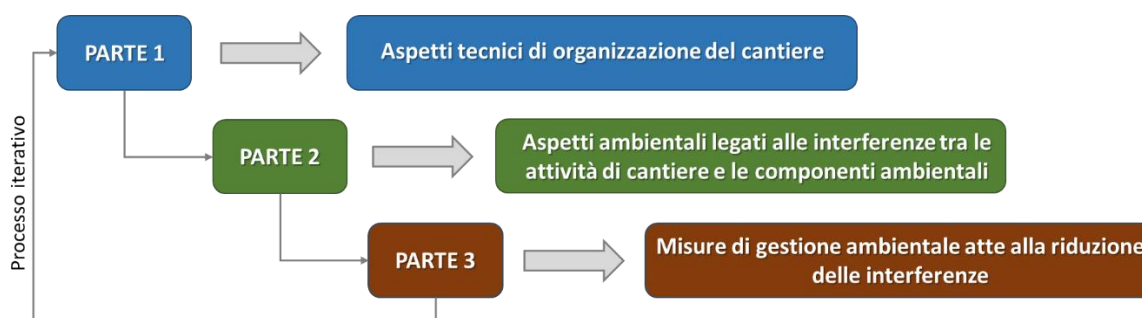 PARTE 1
Aspetti tecnici di organizzazione del cantiere
PARTE 2
Aspetti ambientali legati alle interferenze tra le
attività di cantiere e le componenti ambientali
PARTE 3
Misure di gestione ambientale atte alla riduzione
delle interferenze
Processo iterativo